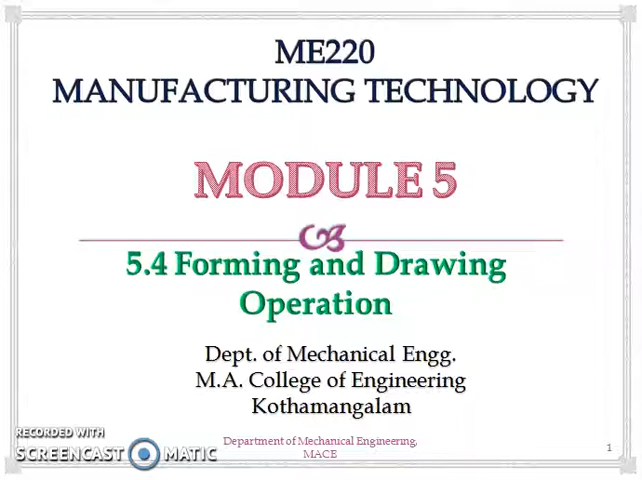 ME220
MANUFACTURING TECHNOLOGY
MODULE 5
5.4 Forming and Drawing
Operation
Dept. of Mechanical Engg.
M.A. College of Engineering
Kothamangalam
RECORDED WITH
SCREENCAST MATIC
Department of Mechanical Engineering,
MACE
1